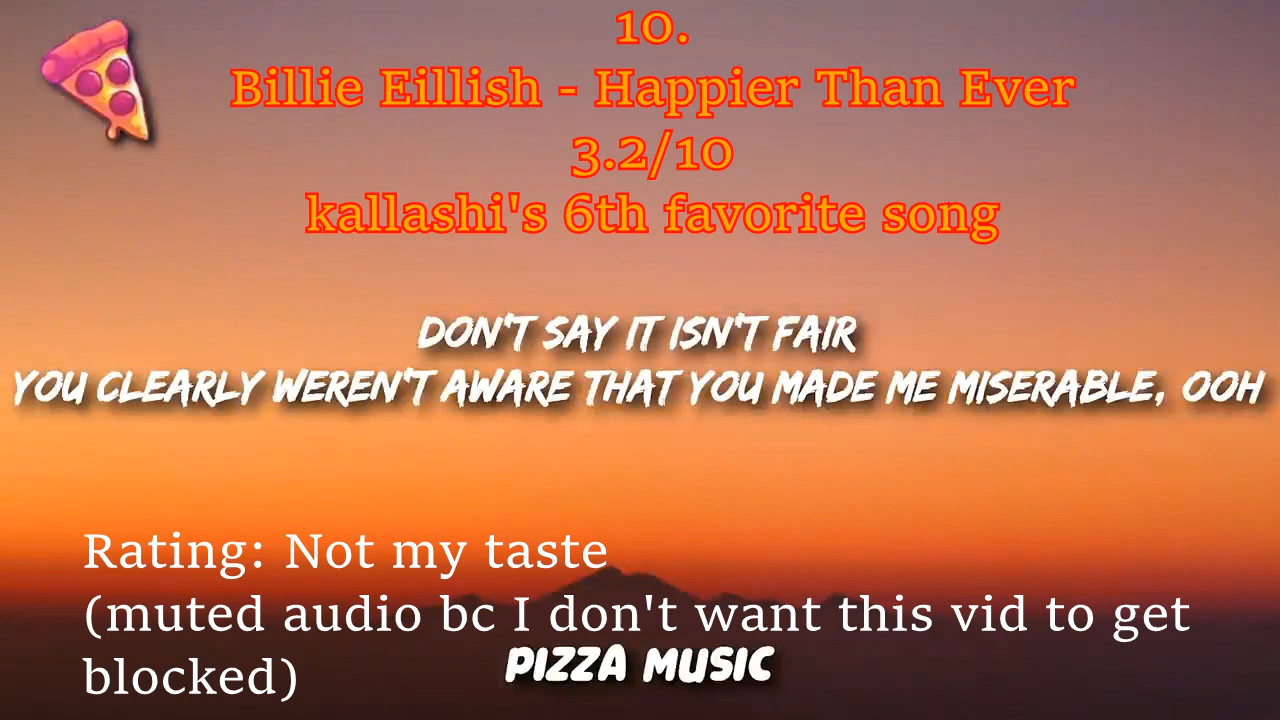 10.
Billie Eillish - Happier Than Ever
3.2/10
kallashi's 6th favorite song
DON'T SAY IT ISN'T FAIR
YOU CLEARLY WEREN'T AWARE THAT YOU MADE ME MISERABLE, OOH
Rating: Not my taste
(muted audio bc I don't want this vid to get
blocked)
PIZZA MUSIC